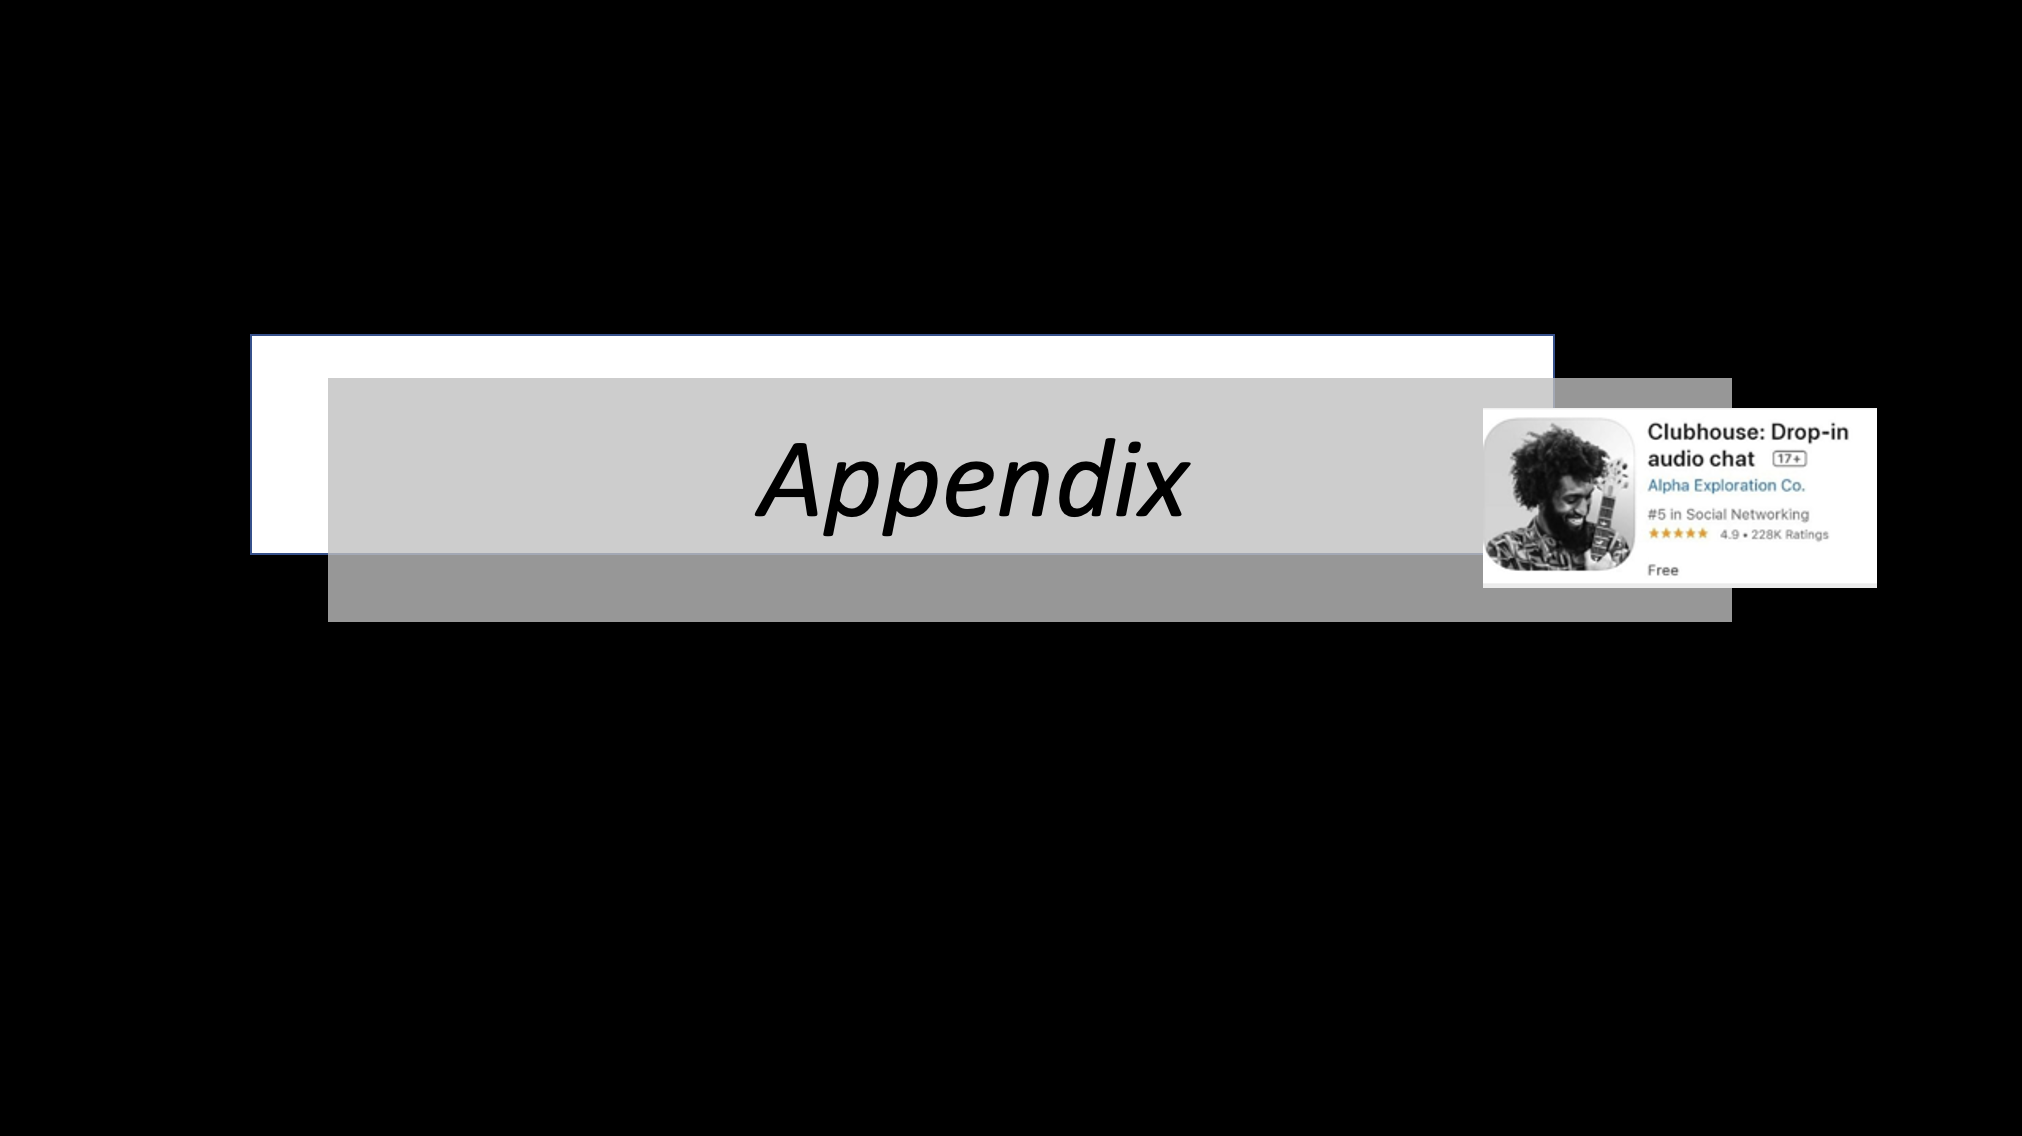 Appendix
Clubhouse: Drop-in
audio chat 17+
Alpha Exploration Co.
#5 in Social Networking
★★★★★ 4.9 • 228K Ratings
Free